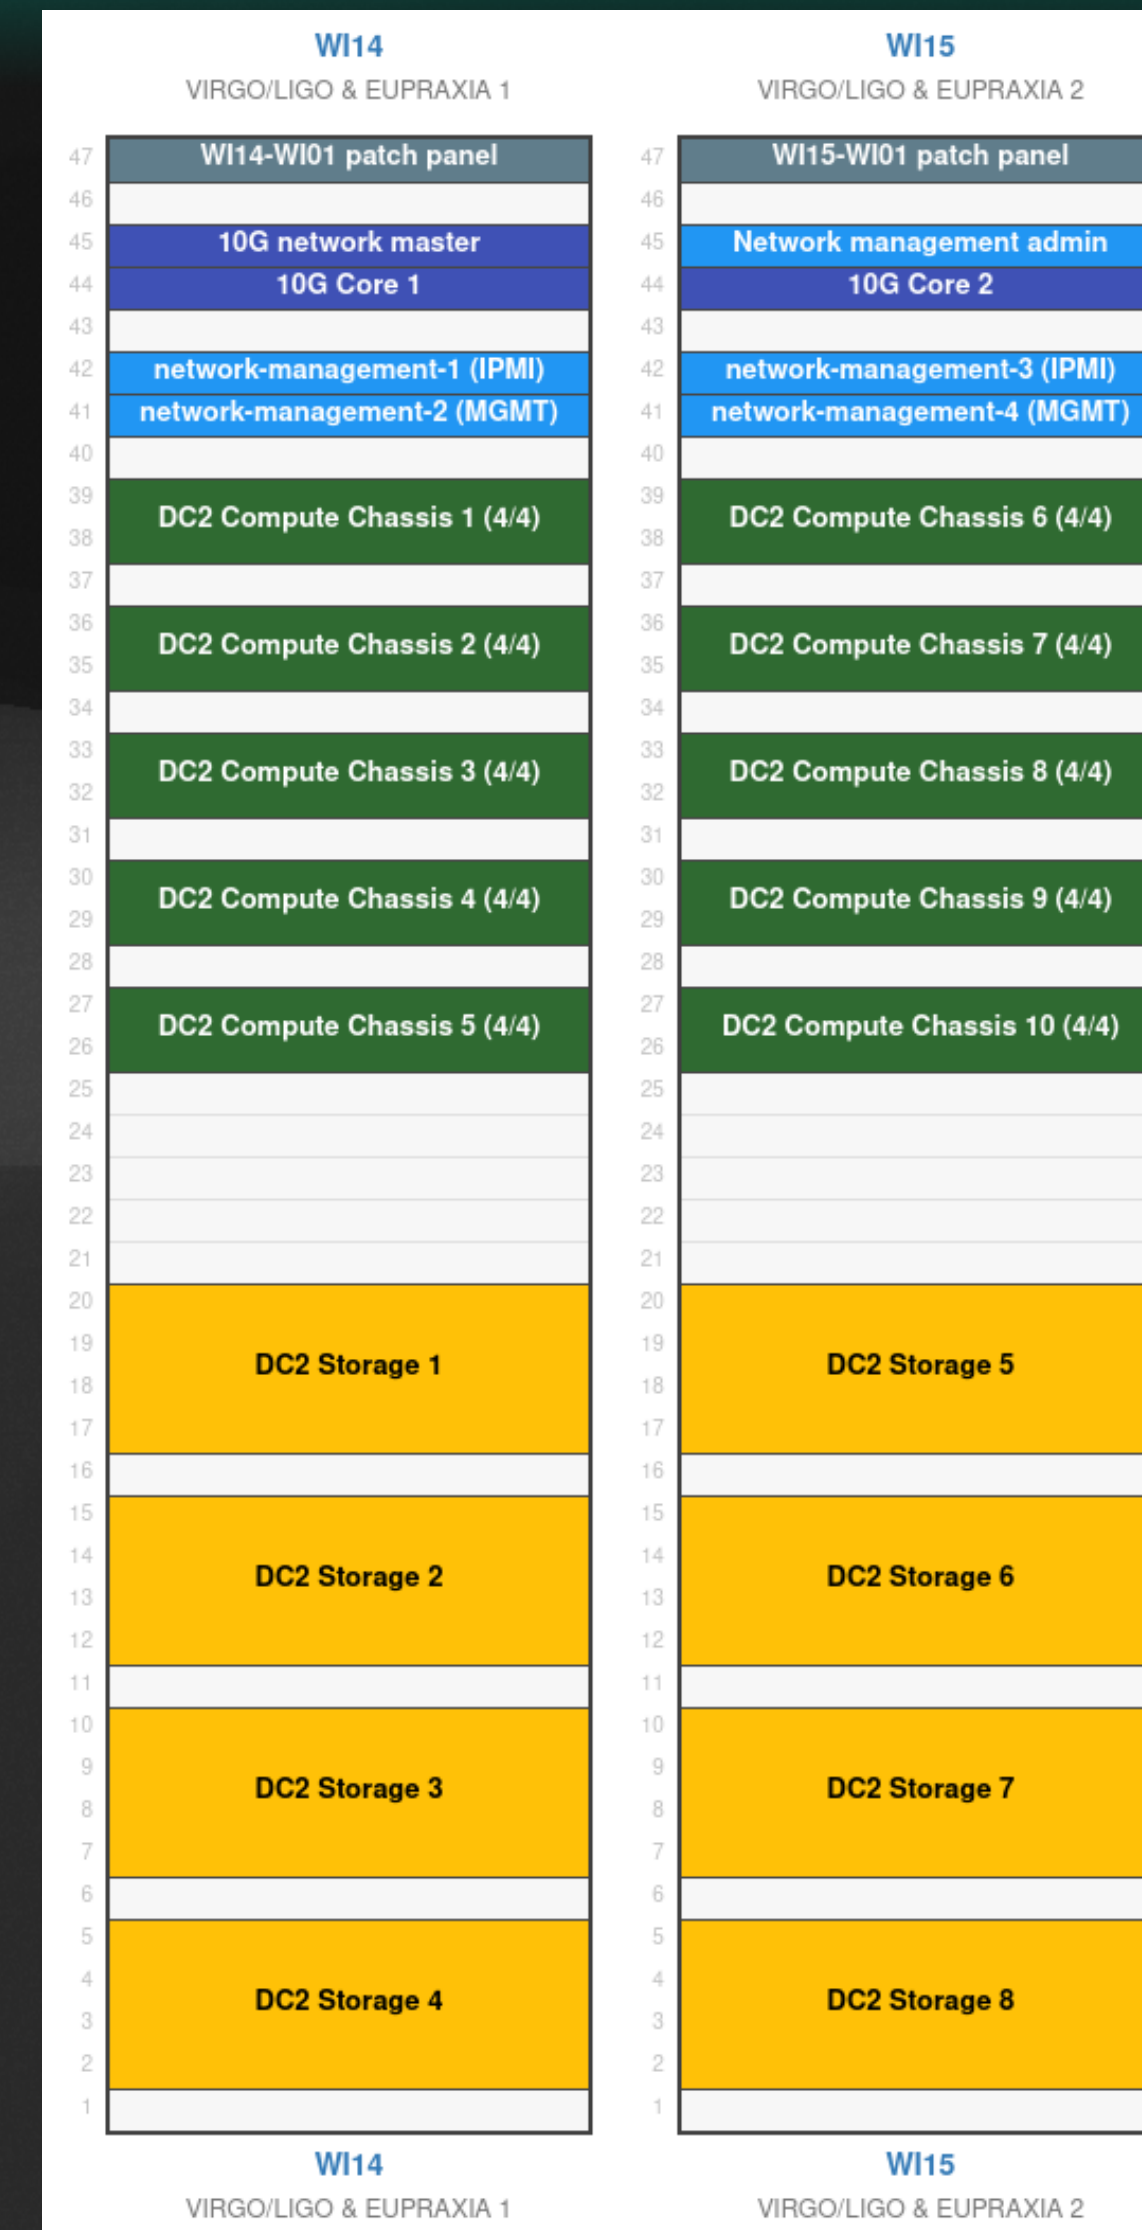 WI14
VIRGO/LIGO & EUPRAXIA 1
47
WI14-WI01 patch panel
46
45
10G network master
44
10G Core 1
43
42
network-management-1 (IPMI)
41
network-management-2 (MGMT)
40
39
DC2 Compute Chassis 1 (4/4)
38
37
36
DC2 Compute Chassis 2 (4/4)
35
34
33
DC2 Compute Chassis 3 (4/4)
32
31
30
DC2 Compute Chassis 4 (4/4)
29
28
27
DC2 Compute Chassis 5 (4/4)
26
25
24
23
22
21
20
19
DC2 Storage 1
18
17
16
15
14
DC2 Storage 2
13
12
11
10
9
DC2 Storage 3
8
7
6
5
4
DC2 Storage 4
3
2
1
WI14
VIRGO/LIGO & EUPRAXIA 1
WI15
VIRGO/LIGO & EUPRAXIA 2
47
WI15-WI01 patch panel
46
45
Network management admin
44
10G Core 2
43
42
network-management-3 (IPMI)
41
network-management-4 (MGMT)
40
39
DC2 Compute Chassis 6 (4/4)
38
37
36
DC2 Compute Chassis 7 (4/4)
35
34
33
DC2 Compute Chassis 8 (4/4)
32
31
30
DC2 Compute Chassis 9 (4/4)
29
28
27
DC2 Compute Chassis 10 (4/4)
26
25
24
23
22
21
20
19
DC2 Storage 5
18
17
16
15
14
DC2 Storage 6
13
12
11
10
9
DC2 Storage 7
8
7
6
5
4
DC2 Storage 8
3
2
1
WI15
VIRGO/LIGO & EUPRAXIA 2